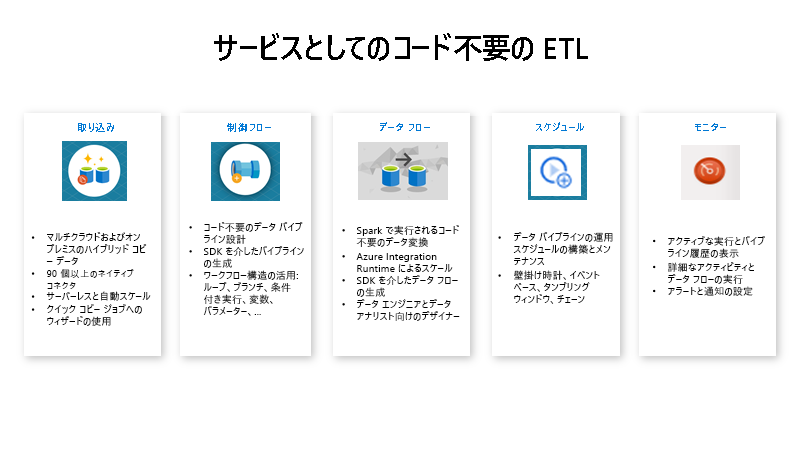 サービスとしてのコード不要の ETL
取り込み
• マルチクラウドおよびオン
プレミスのハイブリッド コピ
ー データ
• 90 個以上のネイティブ
コネクタ
• サーバーレスと自動スケール
• クイック コピー ジョブへの
ウィザードの使用
制御フロー
• コード不要のデータ パイプ
ライン設計
• SDK を介したパイプライン
の生成
• ワークフロー構造の活用:
ループ、ブランチ、条件
付き実行、変数、
パラメーター、...
データ フロー
• Spark で実行されるコード
不要のデータ変換
• Azure Integration
Runtime によるスケール
• SDK を介したデータ フロー
の生成
• データ エンジニアとデータ
アナリスト向けのデザイナー
スケジュール
• データ パイプラインの運用
スケジュールの構築とメン
テナンス
• 壁掛け時計、イベント
ベース、タンブリング
ウィンドウ、チェーン
モニター
• アクティブな実行とパイプ
ライン履歴の表示
• 詳細なアクティビティと
データ フローの実行
• アラートと通知の設定